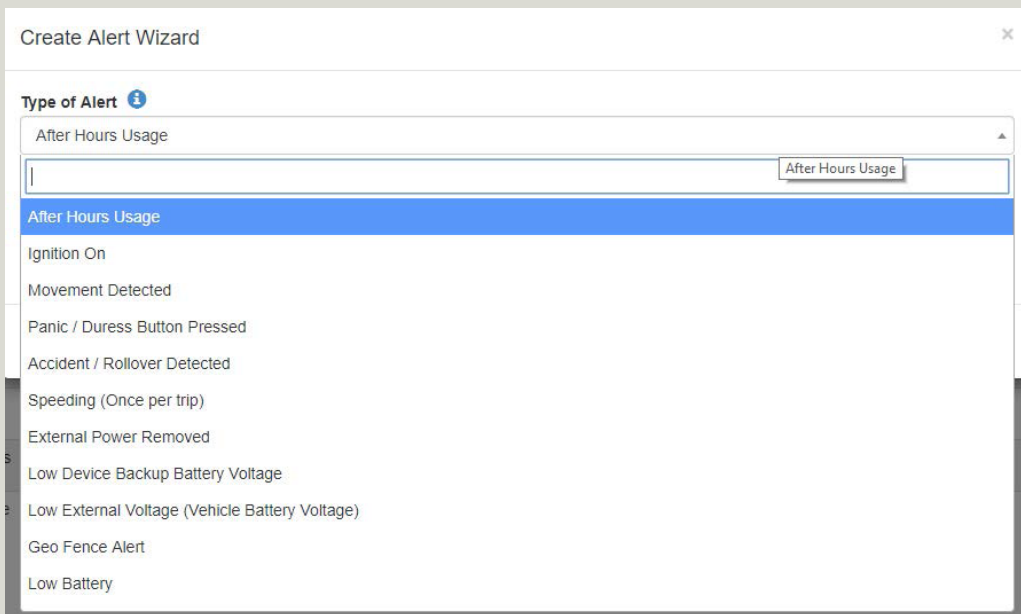 Create Alert Wizard
×
Type of Alert
After Hours Usage
After Hours Usage
After Hours Usage
Ignition On
Movement Detected
Panic / Duress Button Pressed
Accident / Rollover Detected
Speeding (Once per trip)
External Power Removed
s
Low Device Backup Battery Voltage
e
Low External Voltage (Vehicle Battery Voltage)
Geo Fence Alert
Low Battery